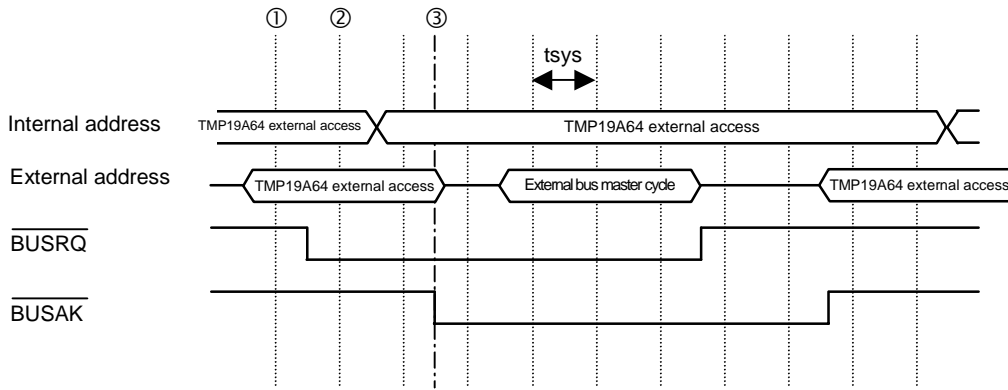 ① ② ③
tsys
Internal address TMP19A64 external access TMP19A64 external access
External address TMP19A64 external access External bus master cycle TMP19A64 external access
BUSRQ
BUSAK